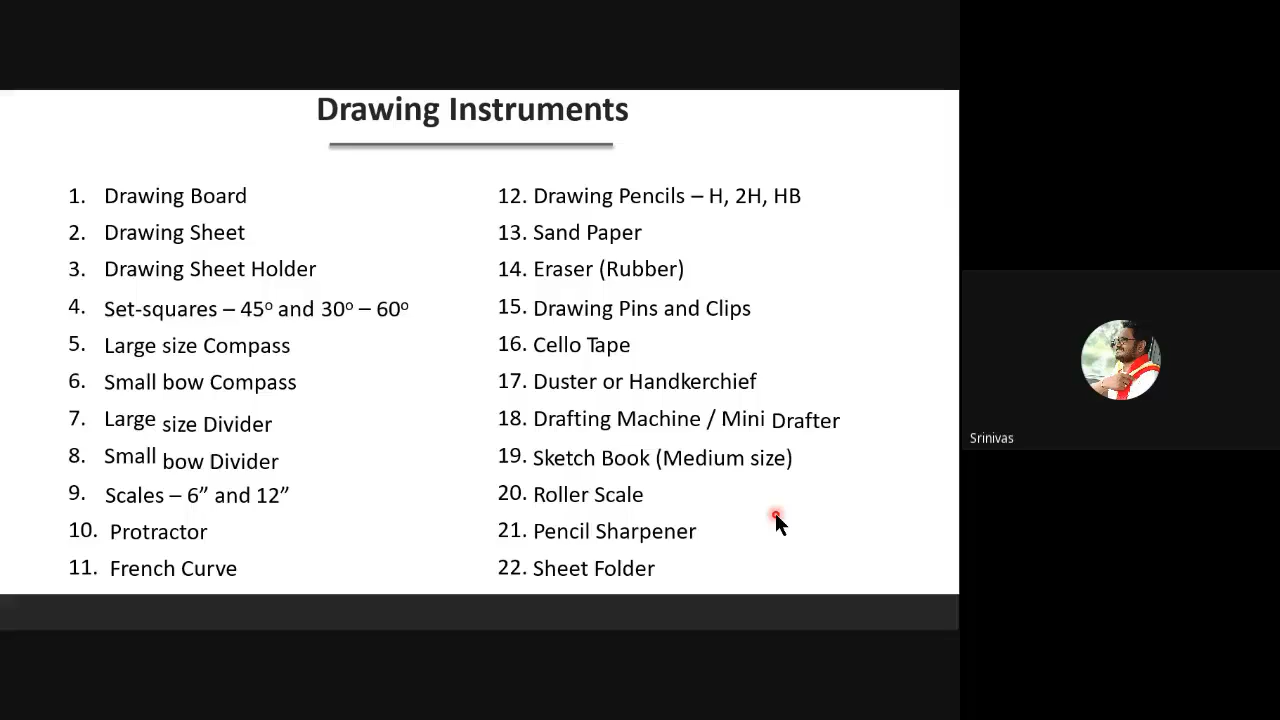 Drawing Instruments
1. Drawing Board
2. Drawing Sheet
3. Drawing Sheet Holder
4. Set-squares – 45º and 30º – 60º
5. Large size Compass
6. Small bow Compass
7. Large size Divider
8. Small bow Divider
9. Scales – 6” and 12”
10. Protractor
11. French Curve
12. Drawing Pencils – H, 2H, HB
13. Sand Paper
14. Eraser (Rubber)
15. Drawing Pins and Clips
16. Cello Tape
17. Duster or Handkerchief
18. Drafting Machine / Mini Drafter
19. Sketch Book (Medium size)
20. Roller Scale
21. Pencil Sharpener
22. Sheet Folder
Srinivas